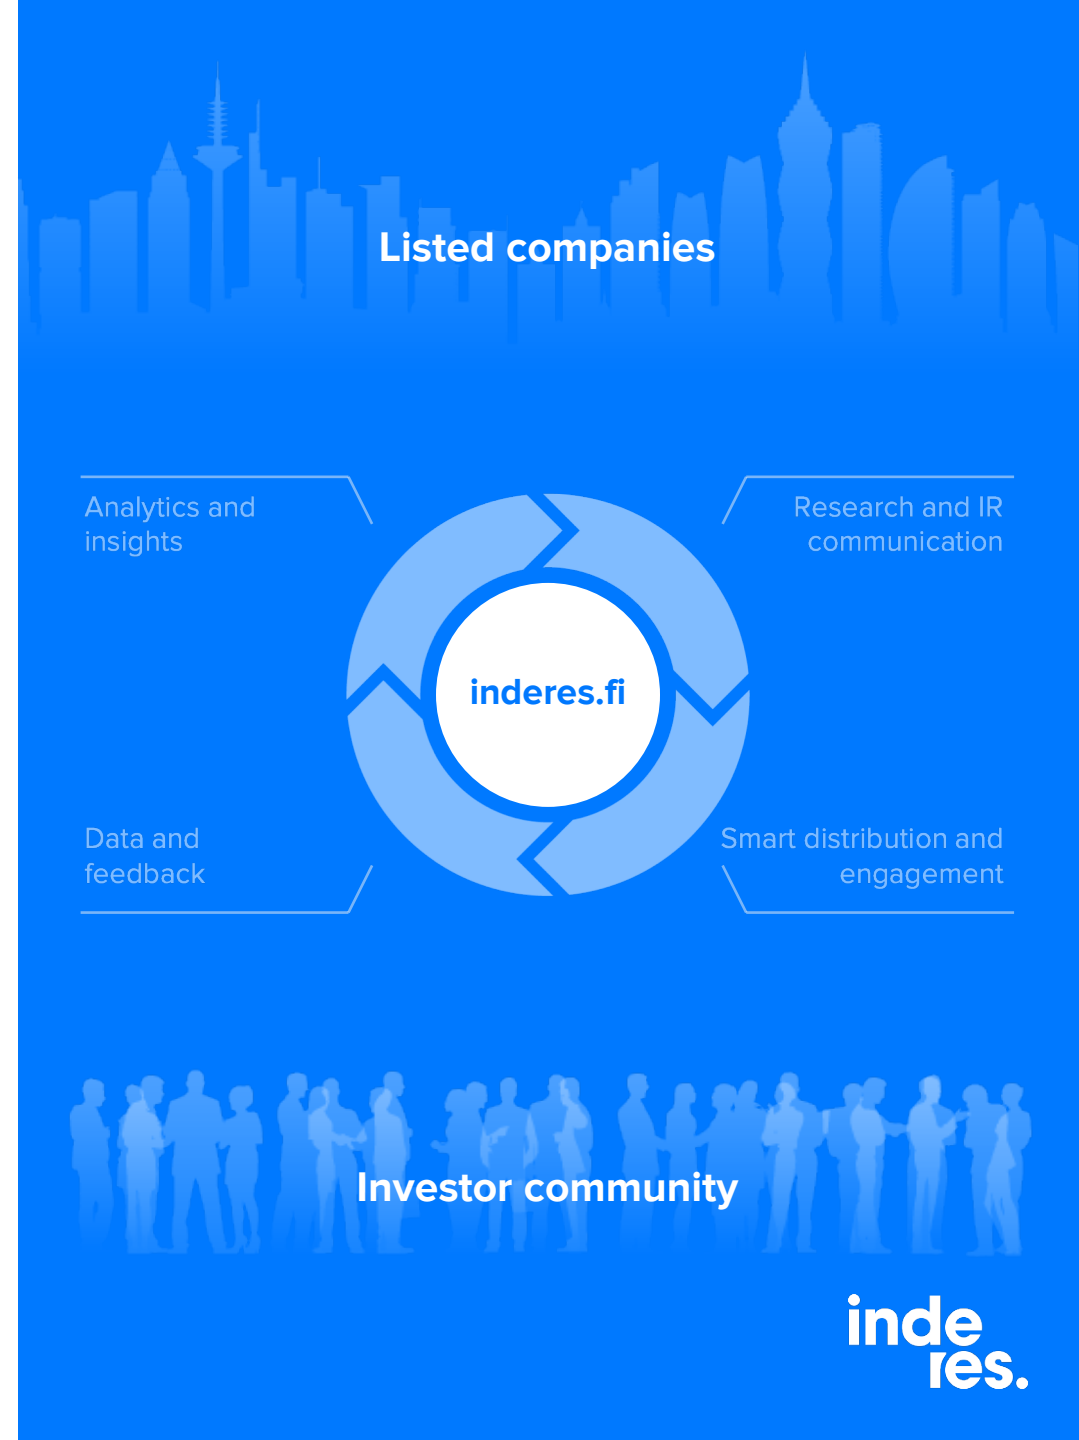 Listed companies
Analytics and
insights
Research and IR
communication
inderes.fi
Data and
feedback
Smart distribution and
engagement
Investor community
inde
res.